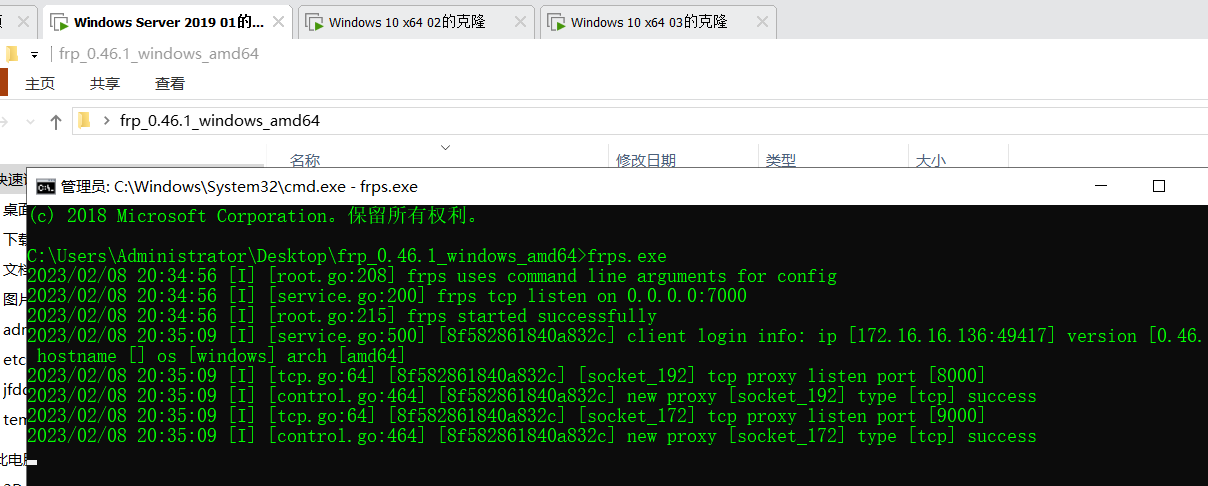 Windows Server 2019 01的... Windows 10 x64 02的克隆 Windows 10 x64 03的克隆
frp_0.46.1_windows_amd64
主页 共享 查看
frp_0.46.1_windows_amd64
名称 修改日期 类型 大小
管理员: C:\Windows\System32\cmd.exe - frps.exe
(c) 2018 Microsoft Corporation。保留所有权利。
C:\Users\Administrator\Desktop\frp_0.46.1_windows_amd64>frps.exe
2023/02/08 20:34:56 [I] [root.go:208] frps uses command line arguments for config
2023/02/08 20:34:56 [I] [service.go:200] frps tcp listen on 0.0.0.0:7000
2023/02/08 20:34:56 [I] [root.go:215] frps started successfully
2023/02/08 20:35:09 [I] [service.go:500] [8f582861840a832c] client login info: ip [172.16.16.136:49417] version [0.46.
hostname [] os [windows] arch [amd64]
2023/02/08 20:35:09 [I] [tcp.go:64] [8f582861840a832c] [socket_192] tcp proxy listen port [8000]
2023/02/08 20:35:09 [I] [control.go:464] [8f582861840a832c] new proxy [socket_192] type [tcp] success
2023/02/08 20:35:09 [I] [tcp.go:64] [8f582861840a832c] [socket_172] tcp proxy listen port [9000]
2023/02/08 20:35:09 [I] [control.go:464] [8f582861840a832c] new proxy [socket_172] type [tcp] success
快速
桌面
下载
文档
图片
adm
etc
jfdc
tem
此电脑